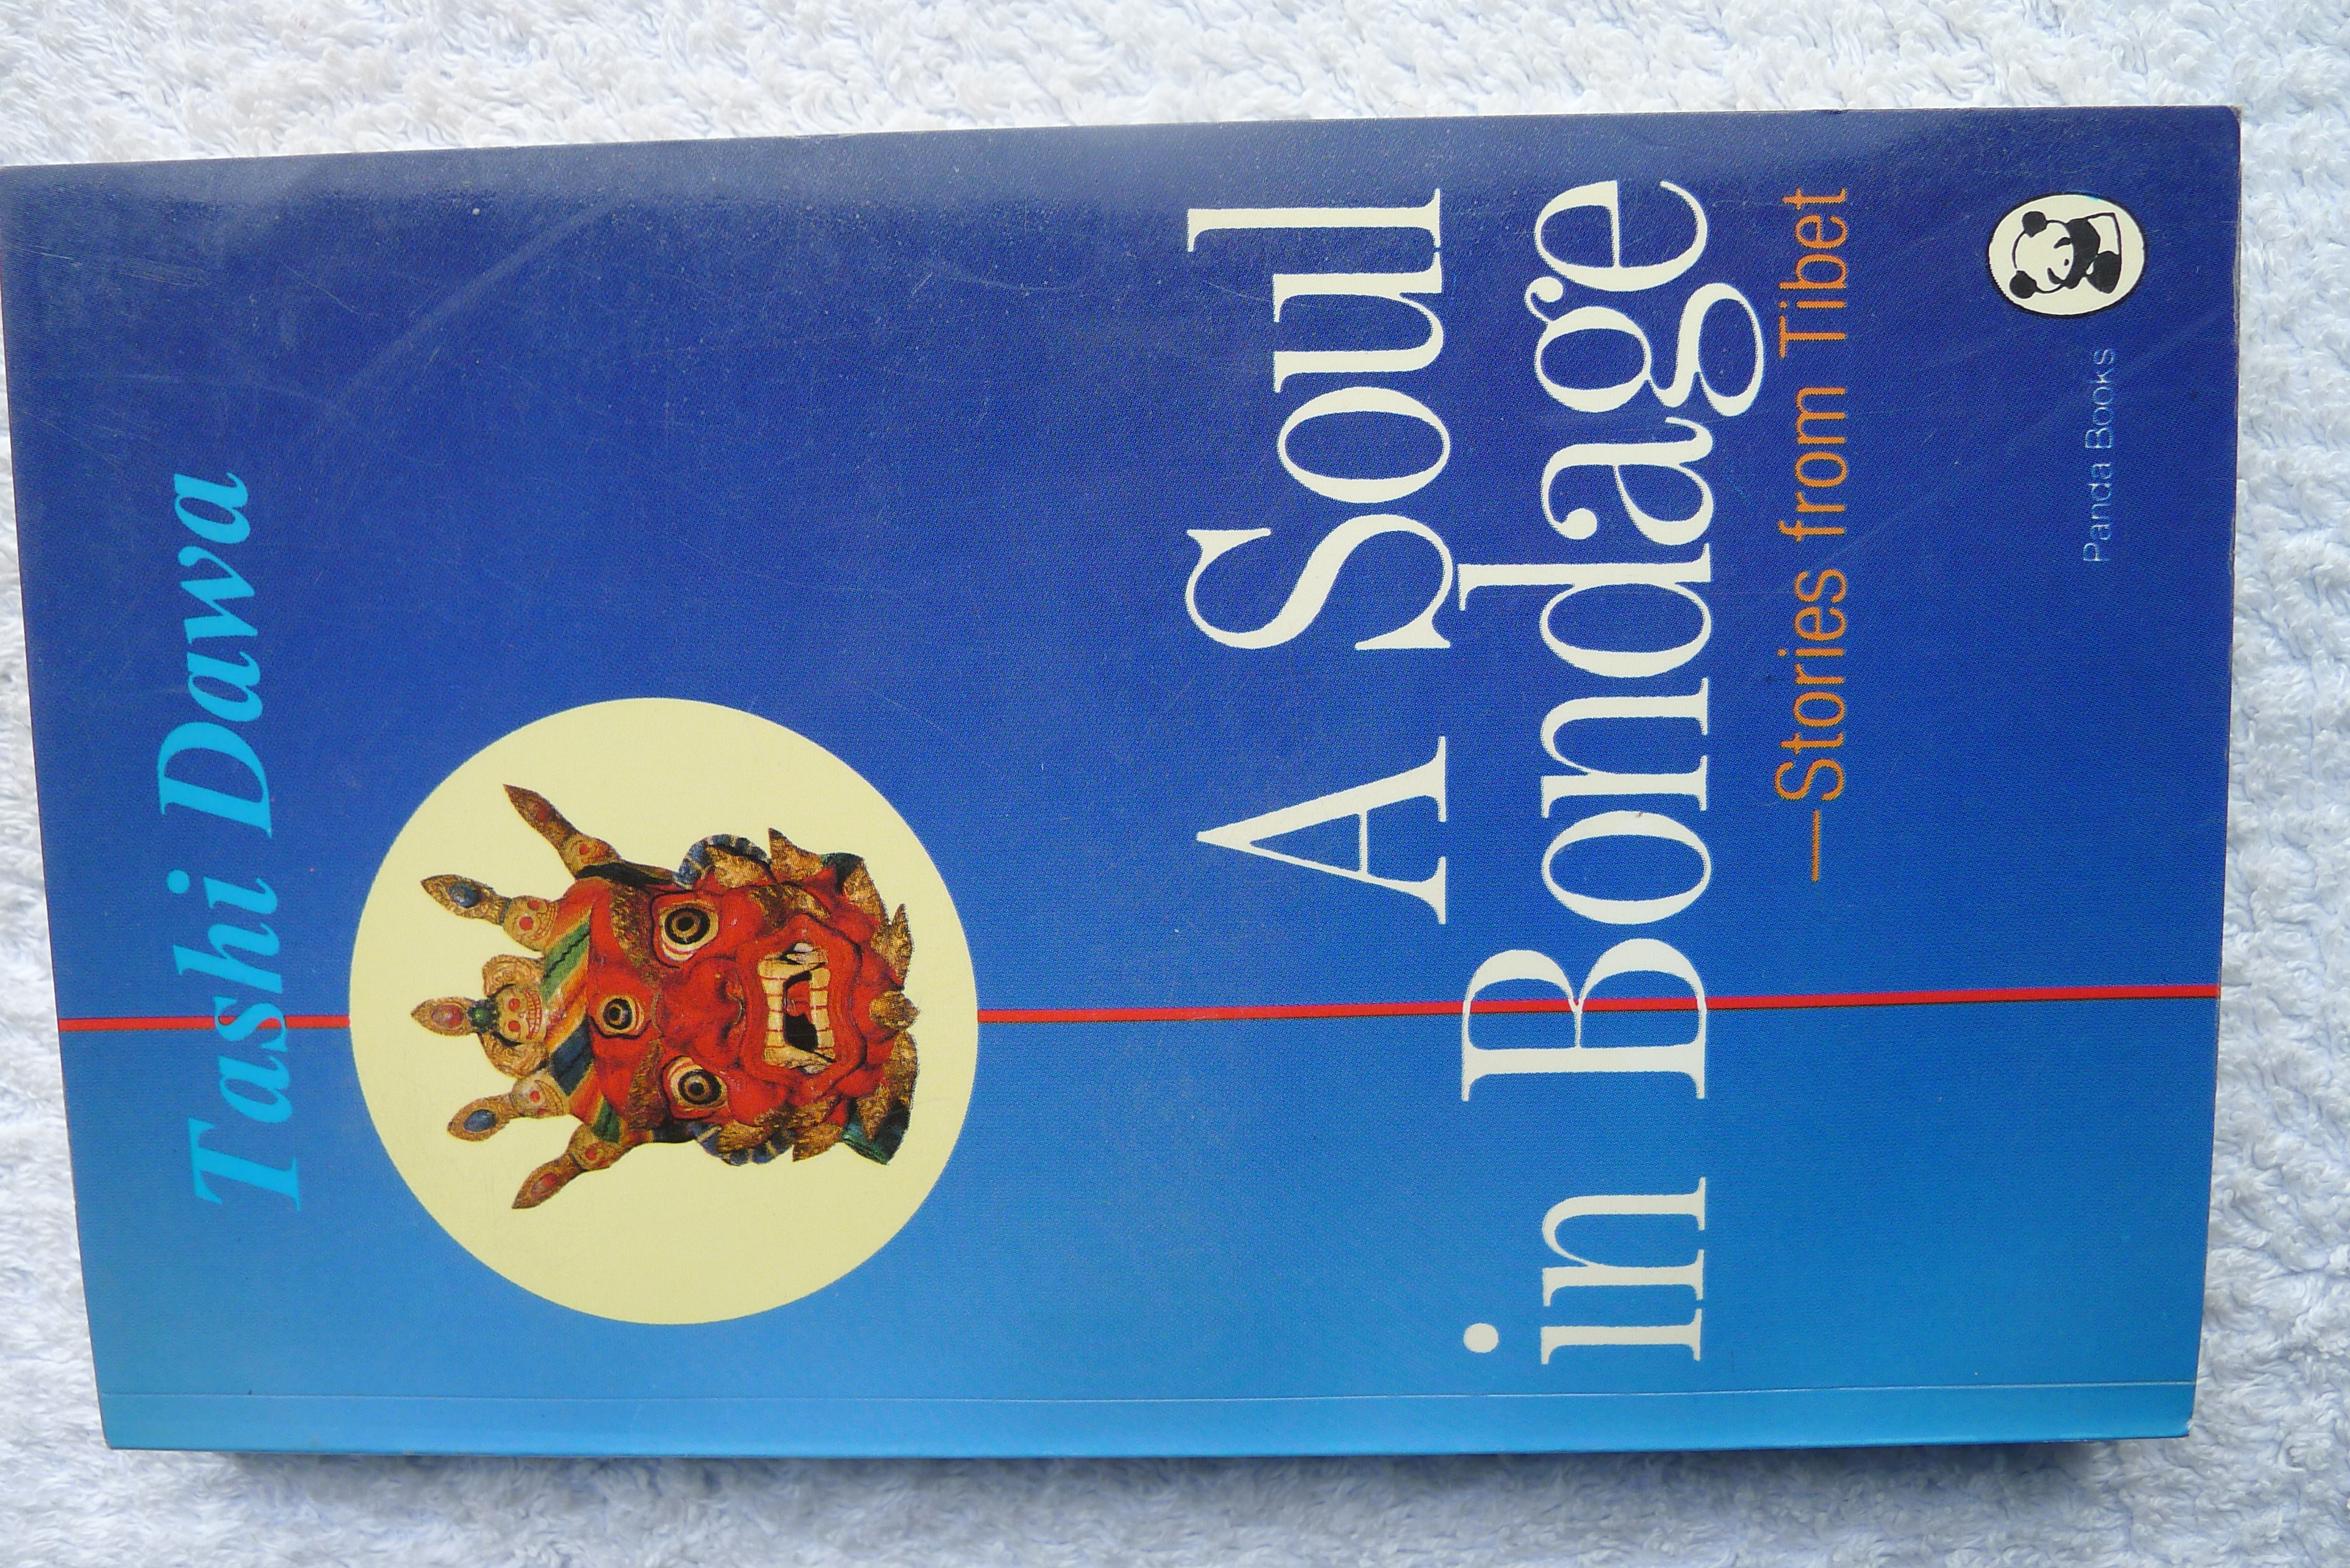 Tashi Dawa
A Soul
in Bondage
—Stories from Tibet
Panda Books